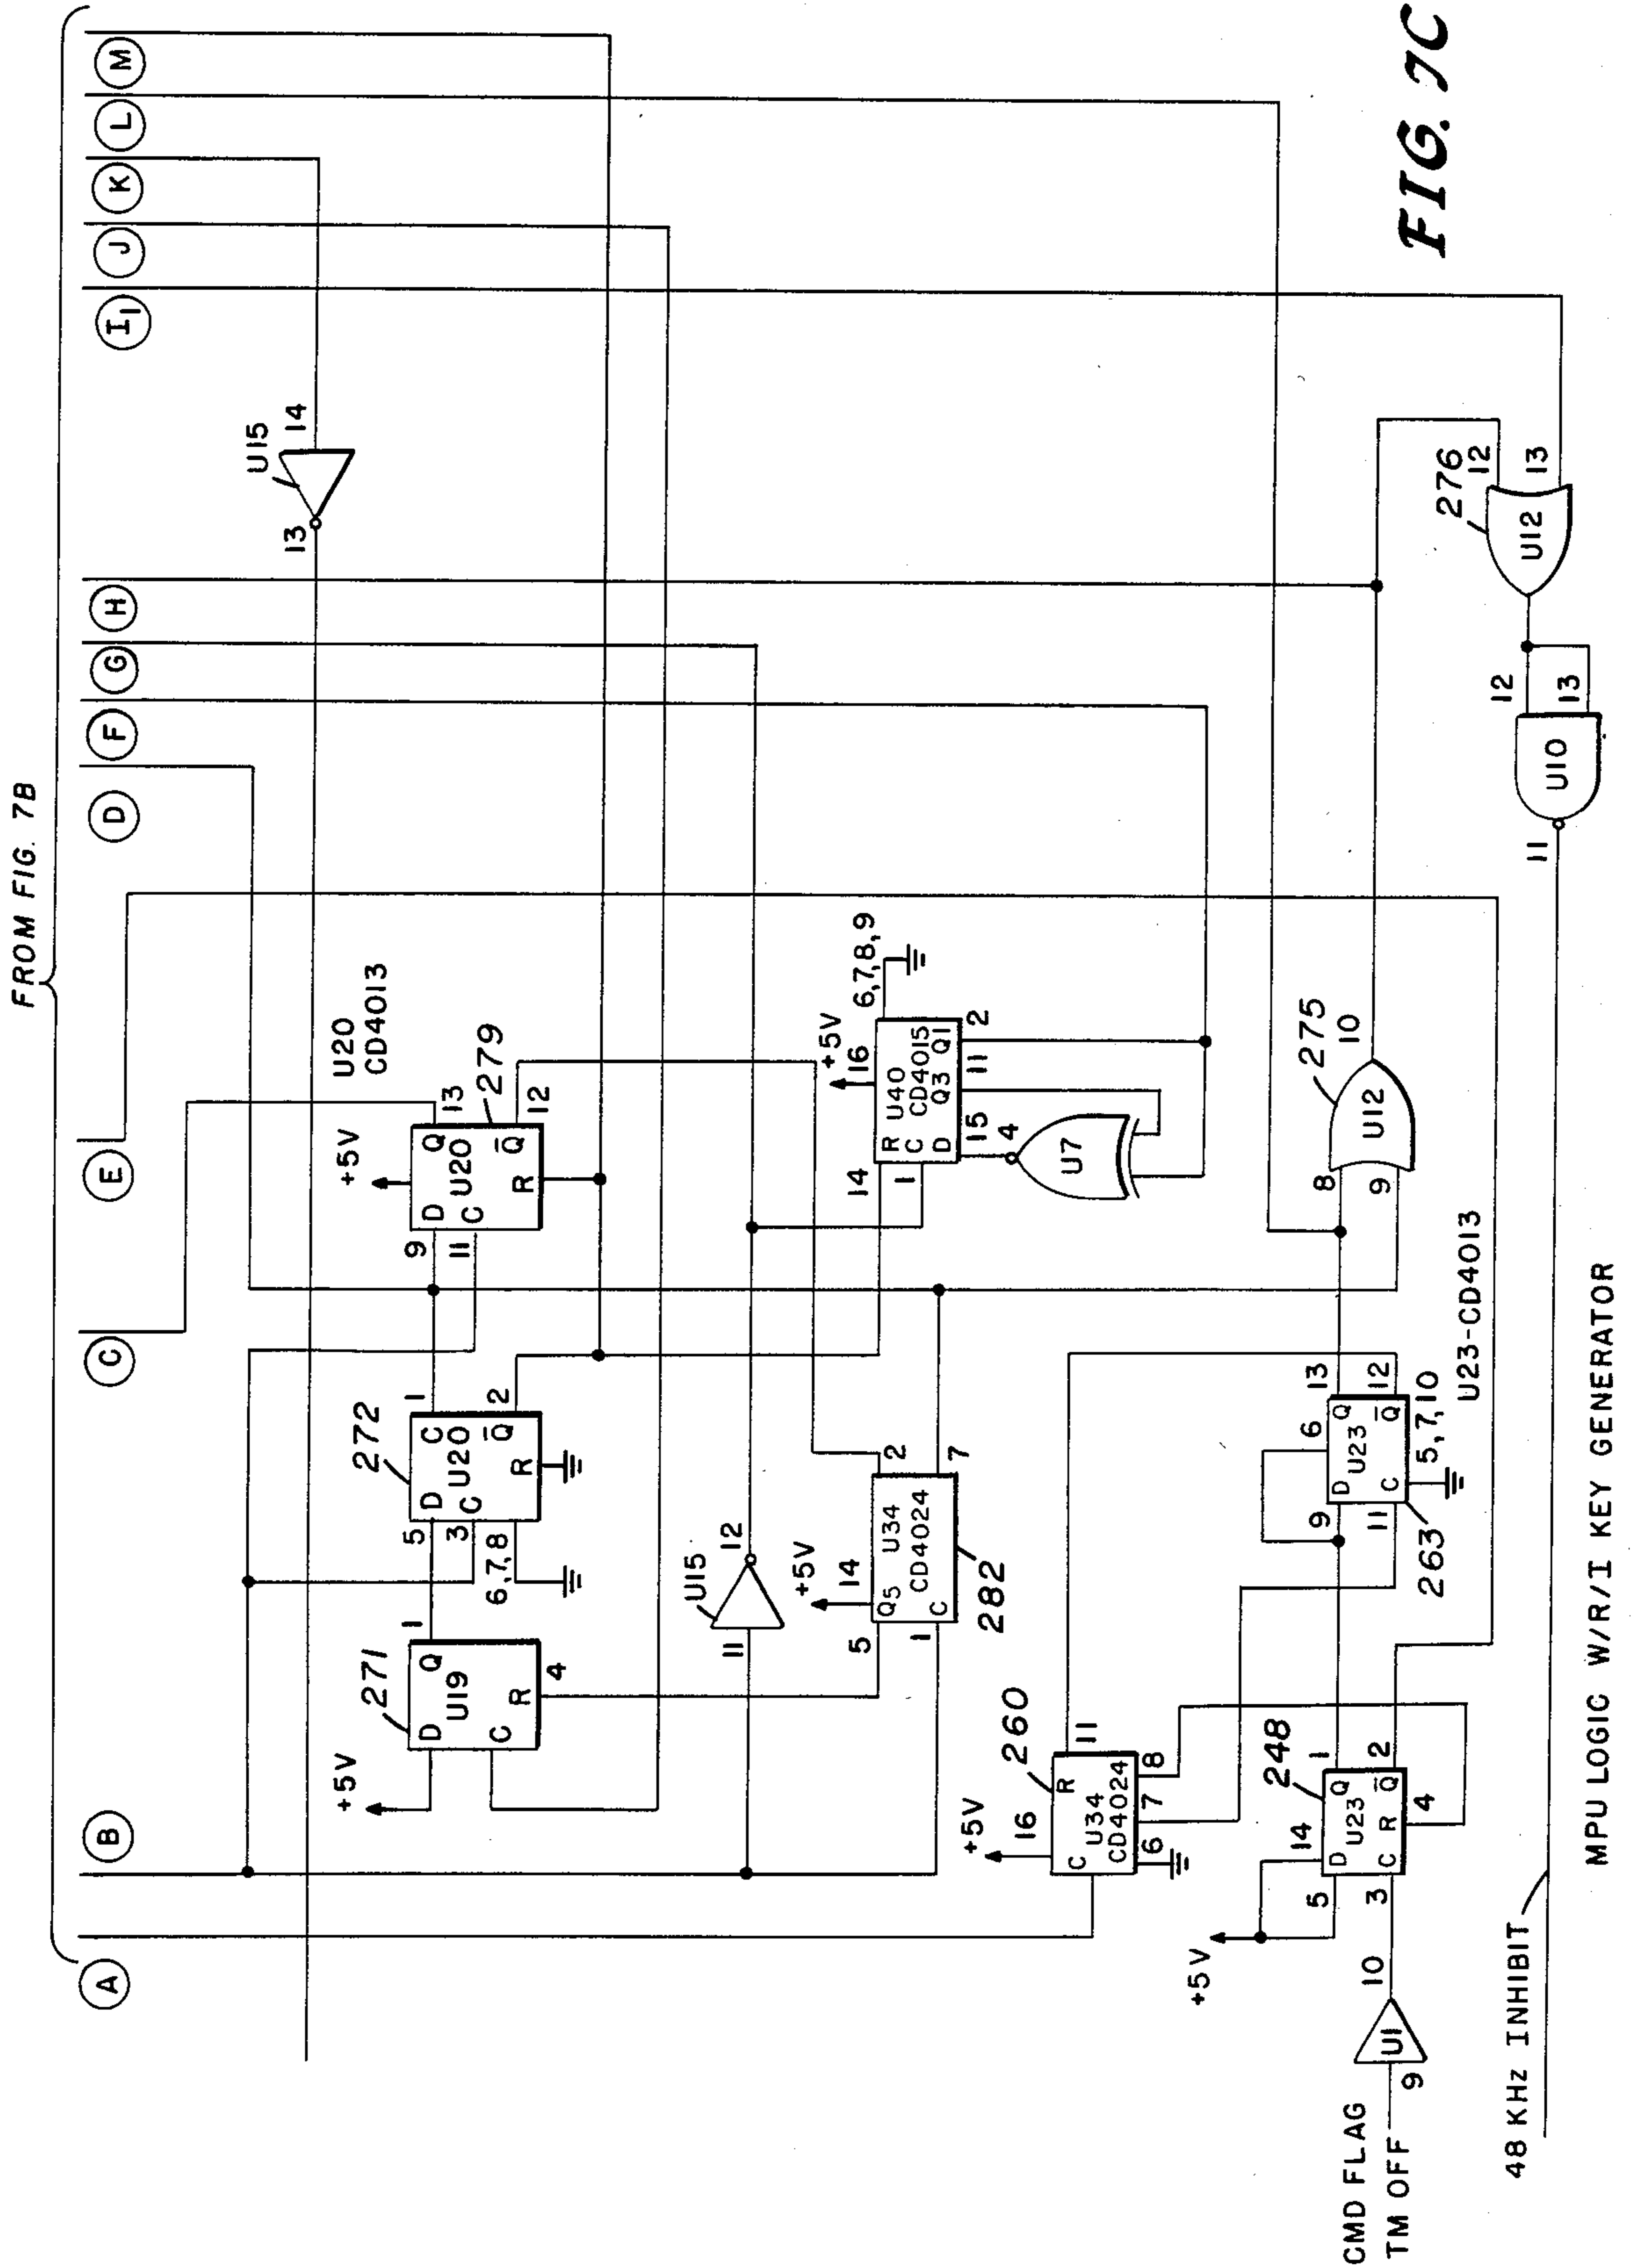 FROM FIG. 7B
A
B
C
E
D
F
G
H
I1
J
K
L
M
U15
13
14
U20
CD4013
+5V
271
D
Q
1
U19
C
R
4
272
5
D
C
1
3
C
U20
Q̅
2
6,7,8
R
+5V
9
D
Q
13
11
C
U20
279
Q̅
12
R
U15
11
12
+5V
14
5
Q5
U34
2
1
C
CD4024
7
282
+5V
16
6,7,8,9
14
R
U40
1
C
CD4015
D
Q3
Q1
15
11
2
4
U7
+5V
16
260
C
R
11
U34
CD4024
6
7
8
+5V
14
248
5
D
Q
1
U23
3
C
R
Q̅
2
4
CMD FLAG
TM OFF
9
U1
10
6
9
D
Q
13
U23
11
C
Q̅
12
5,7,10
263
U23-CD4013
275
8
9
U12
10
276
12
13
U12
12
13
U10
11
48 KHz INHIBIT
MPU LOGIC W/R/I KEY GENERATOR
FIG. 7C